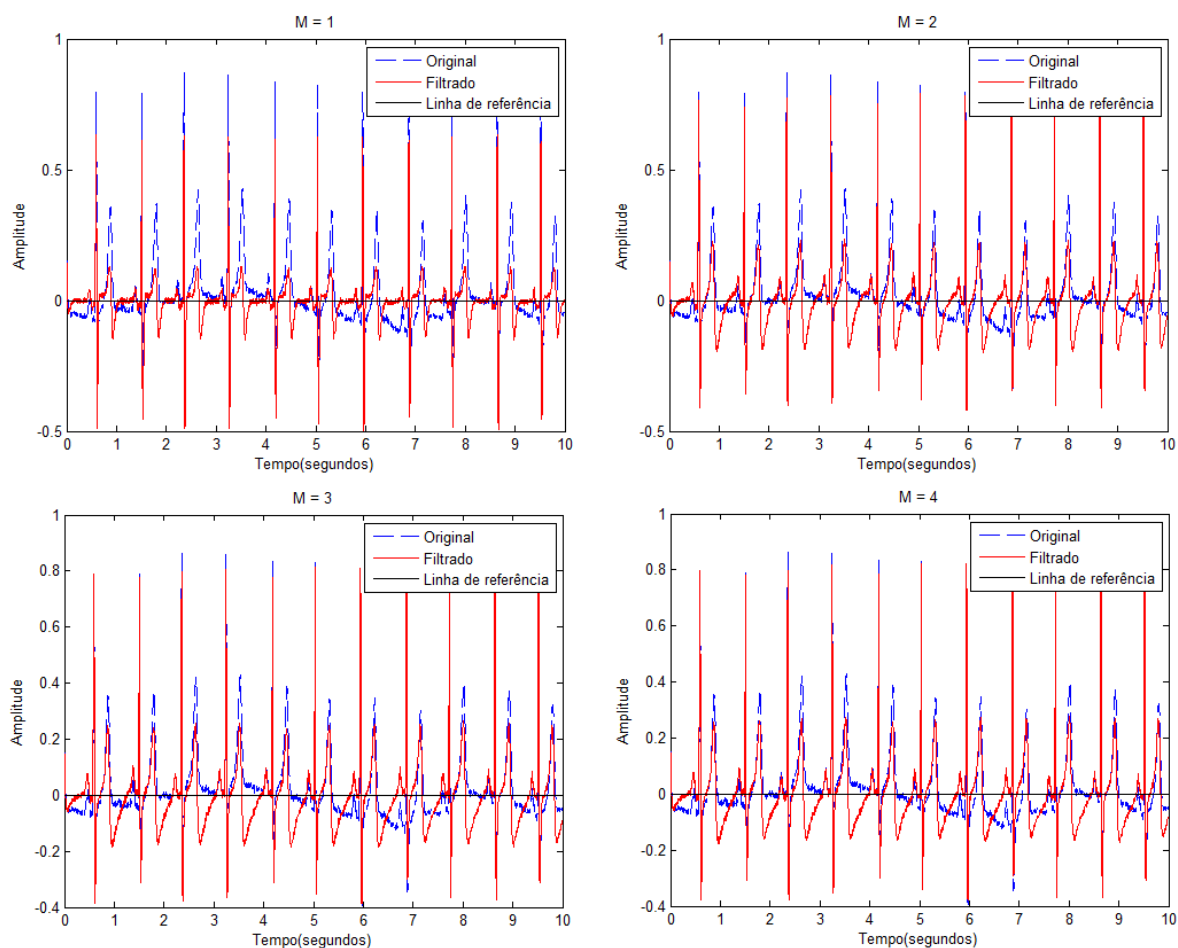 M = 1
1
0.5
0
-0.5
Amplitude
Original
Filtrado
Linha de referência
0 1 2 3 4 5 6 7 8 9 10
Tempo(segundos)
M = 2
1
0.5
0
-0.5
Amplitude
Original
Filtrado
Linha de referência
0 1 2 3 4 5 6 7 8 9 10
Tempo(segundos)
M = 3
1
0.8
0.6
0.4
0.2
0
-0.2
-0.4
Amplitude
Original
Filtrado
Linha de referência
0 1 2 3 4 5 6 7 8 9 10
Tempo(segundos)
M = 4
1
0.8
0.6
0.4
0.2
0
-0.2
-0.4
Amplitude
Original
Filtrado
Linha de referência
0 1 2 3 4 5 6 7 8 9 10
Tempo(segundos)